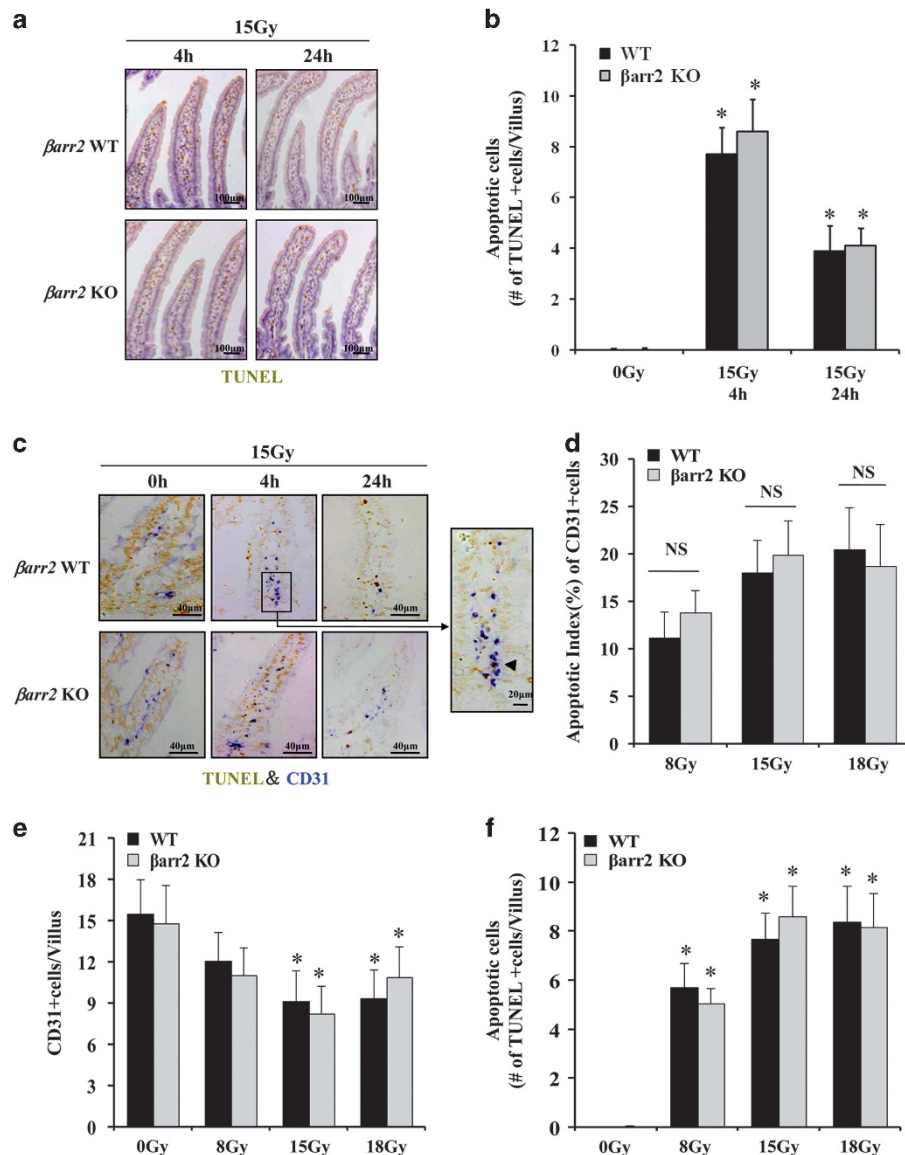 a
15Gy
4h 24h
βarr2 WT
100μm 100μm
βarr2 KO
100μm 100μm
TUNEL
b
Apoptotic cells
(# of TUNEL +cells/Villus)
12
10
8
6
4
2
0
WT
βarr2 KO
* * * *
0Gy 15Gy 15Gy
4h 24h
c
15Gy
0h 4h 24h
βarr2 WT
40μm 40μm 40μm
20μm
βarr2 KO
40μm 40μm 40μm
TUNEL& CD31
d
Apoptotic Index(%) of CD31+cells
35
30
25
20
15
10
5
0
WT
βarr2 KO
NS NS NS
8Gy 15Gy 18Gy
e
CD31+cells/Villus
21
18
15
12
9
6
3
0
WT
βarr2 KO
* * * *
0Gy 8Gy 15Gy 18Gy
f
Apoptotic cells
(# of TUNEL +cells/Villus)
12
10
8
6
4
2
0
WT
βarr2 KO
* * * * * *
0Gy 8Gy 15Gy 18Gy